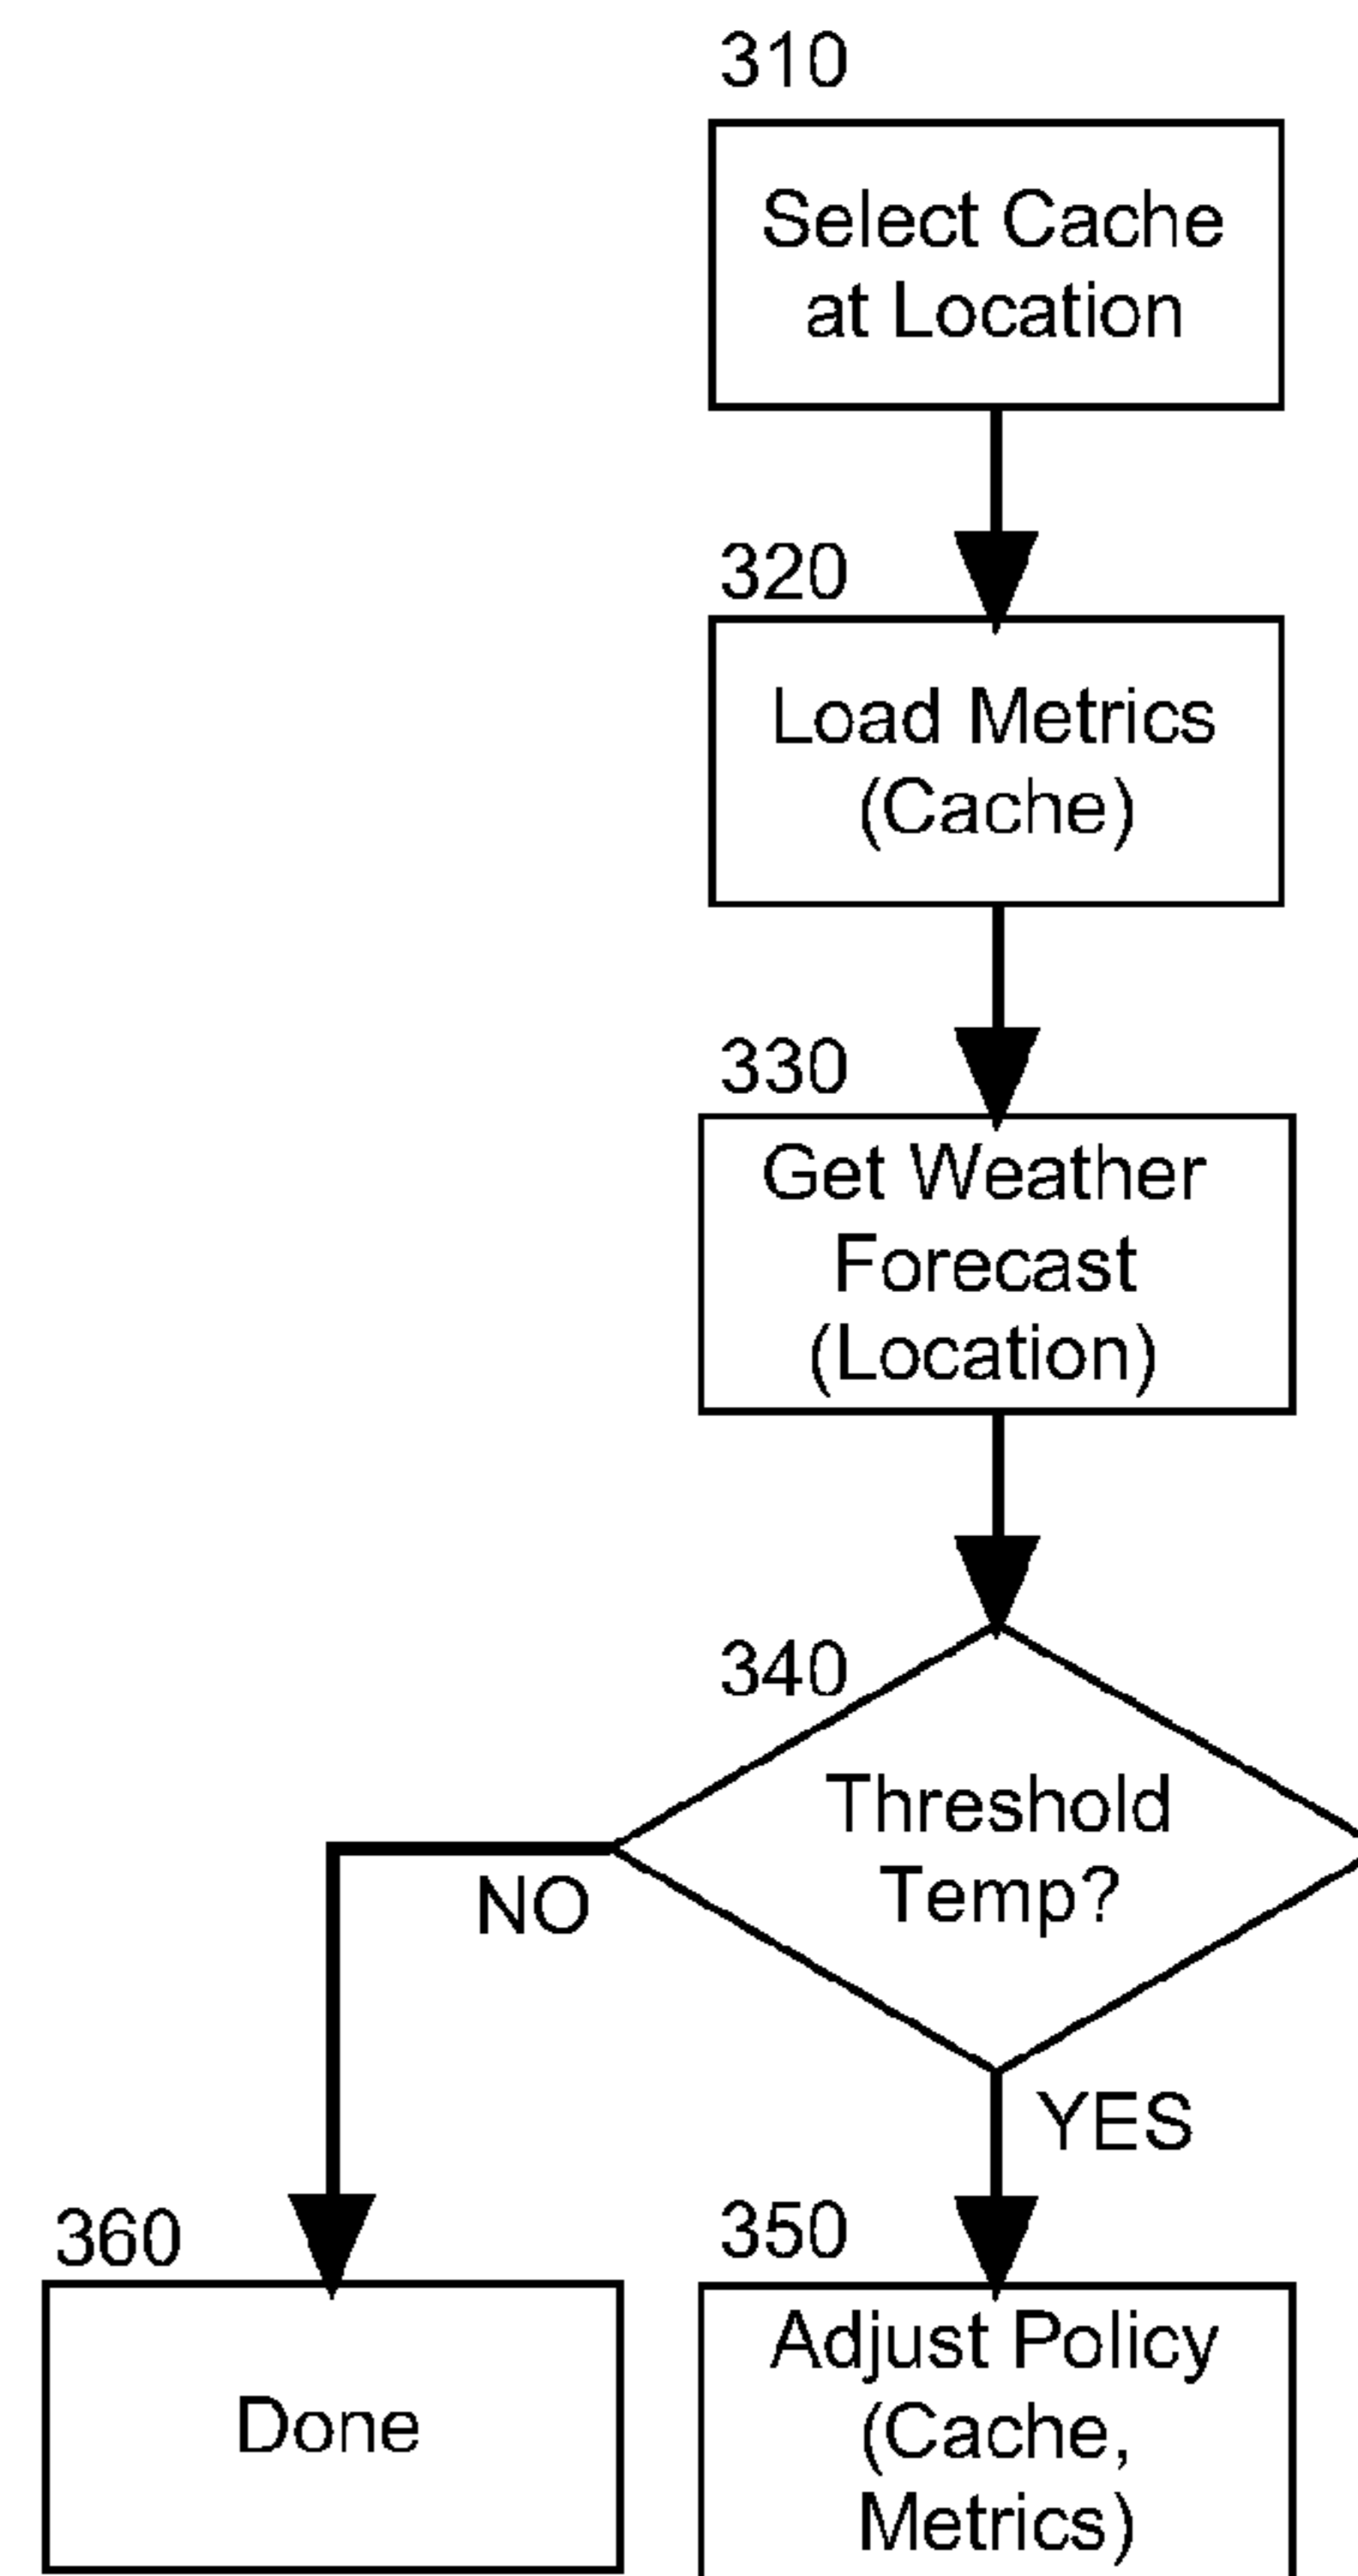 310
Select Cache
at Location
320
Load Metrics
(Cache)
330
Get Weather
Forecast
(Location)
340
Threshold
Temp?
NO
YES
360
Done
350
Adjust Policy
(Cache,
Metrics)